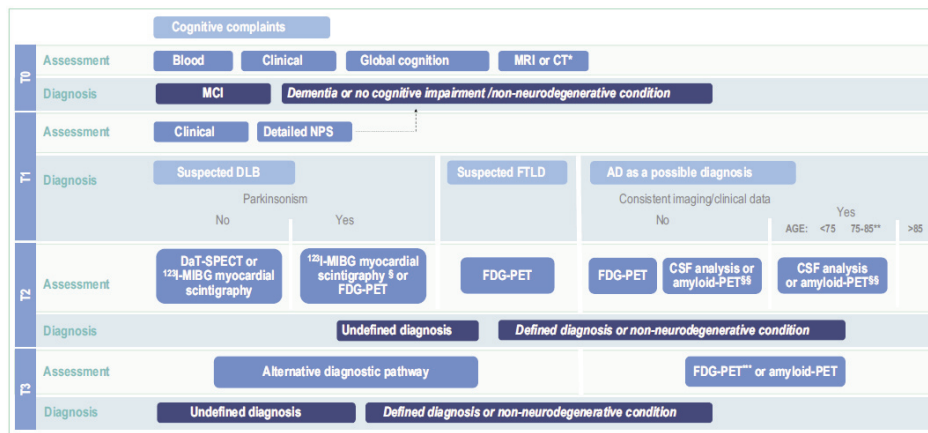 Cognitive complaints
T0
Assessment
Blood
Clinical
Global cognition
MRI or CT*
Diagnosis
MCI
Dementia or no cognitive impairment /non-neurodegenerative condition
T1
Assessment
Clinical
Detailed NPS
Diagnosis
Suspected DLB
Suspected FTLD
AD as a possible diagnosis
Parkinsonism
Consistent imaging/clinical data
No
Yes
No
Yes
AGE: <75 75-85** >85
T2
Assessment
DaT-SPECT or
¹²³I-MIBG myocardial
scintigraphy
¹²³I-MIBG myocardial
scintigraphy § or
FDG-PET
FDG-PET
FDG-PET
CSF analysis or
amyloid-PET§§
CSF analysis
or amyloid-PET§§
Diagnosis
Undefined diagnosis
Defined diagnosis or non-neurodegenerative condition
T3
Assessment
Alternative diagnostic pathway
FDG-PET*** or amyloid-PET
Diagnosis
Undefined diagnosis
Defined diagnosis or non-neurodegenerative condition